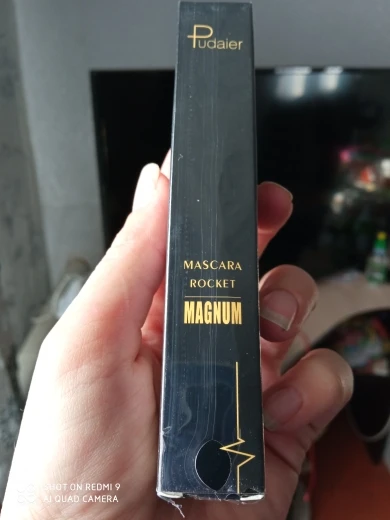 Pudaier
MASCARA
ROCKET
MAGNUM
SHOT ON REDMI 9
AI QUAD CAMERA